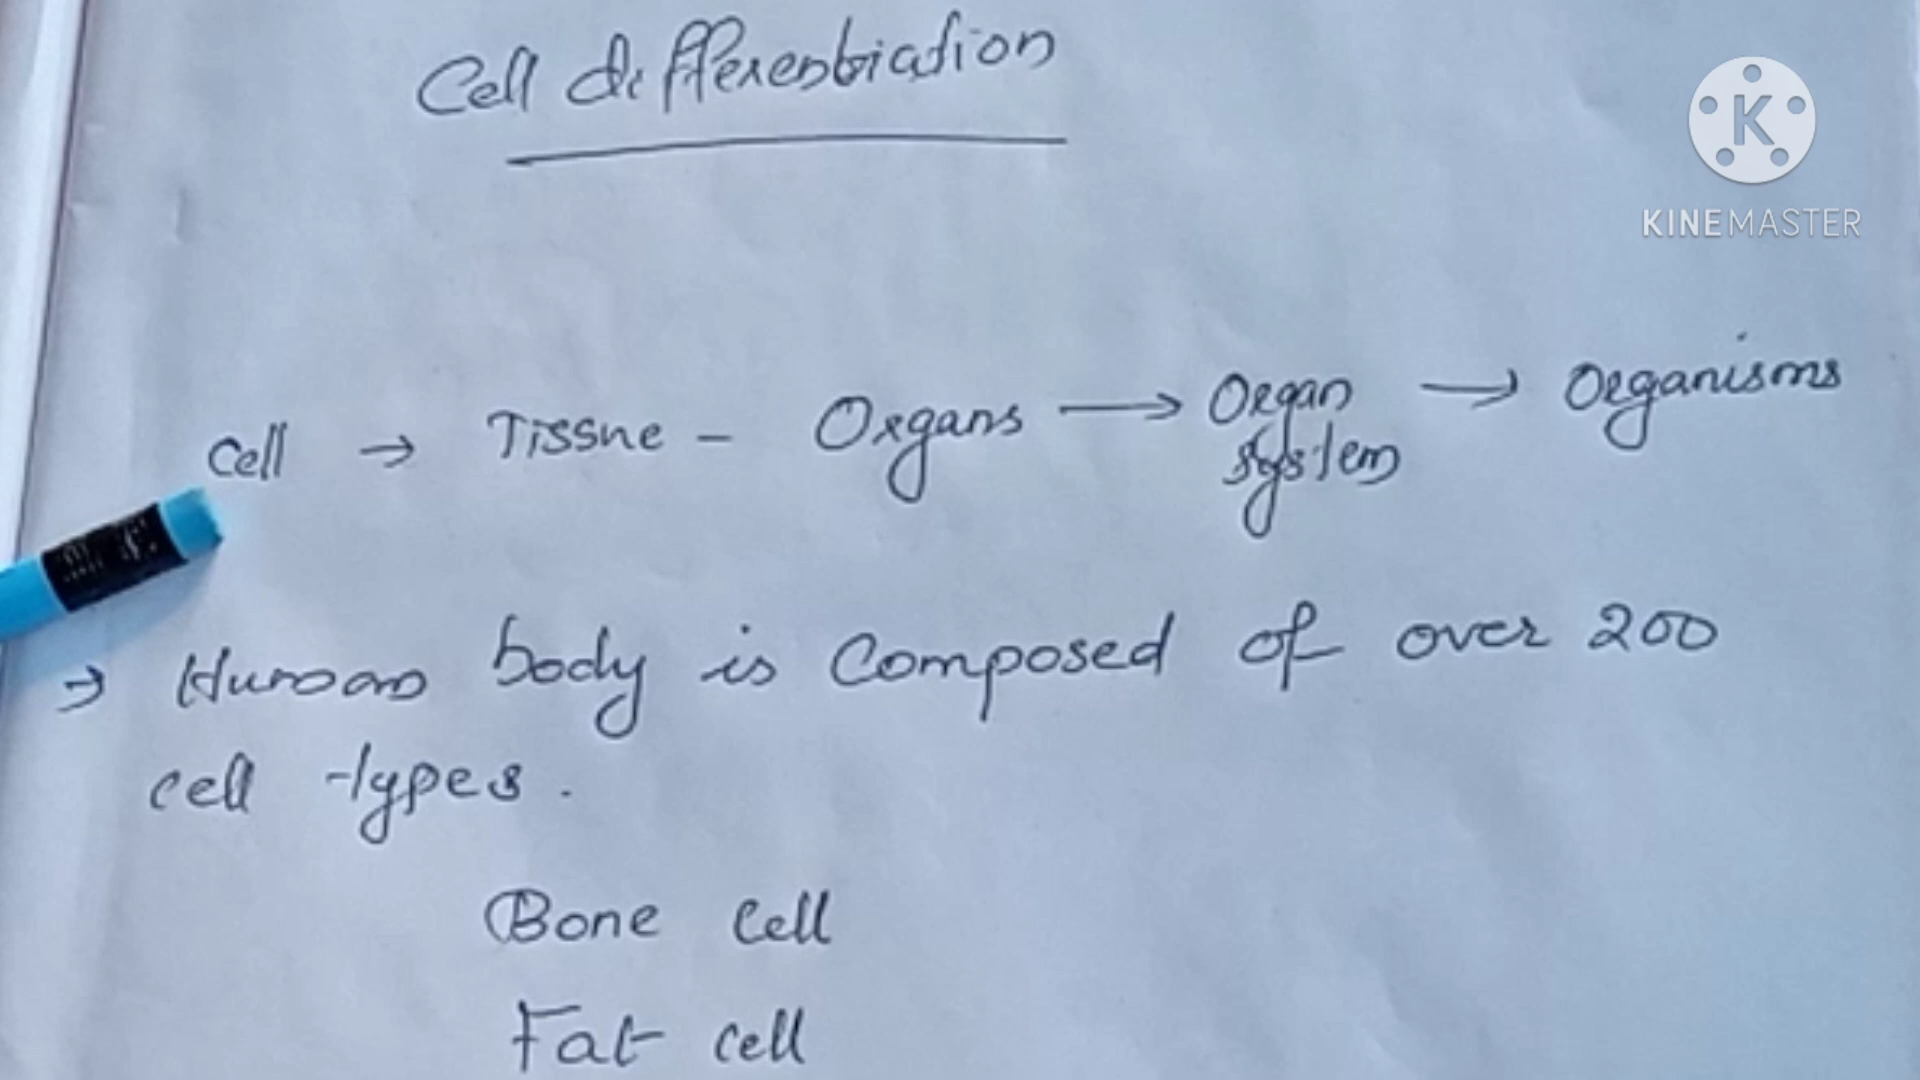 Cell differentiation
K
KINEMASTER
Cell → Tissue - Organs → Organ system → Organisms
→ Human body is Composed of over 200
cell types.
Bone Cell
Fat cell